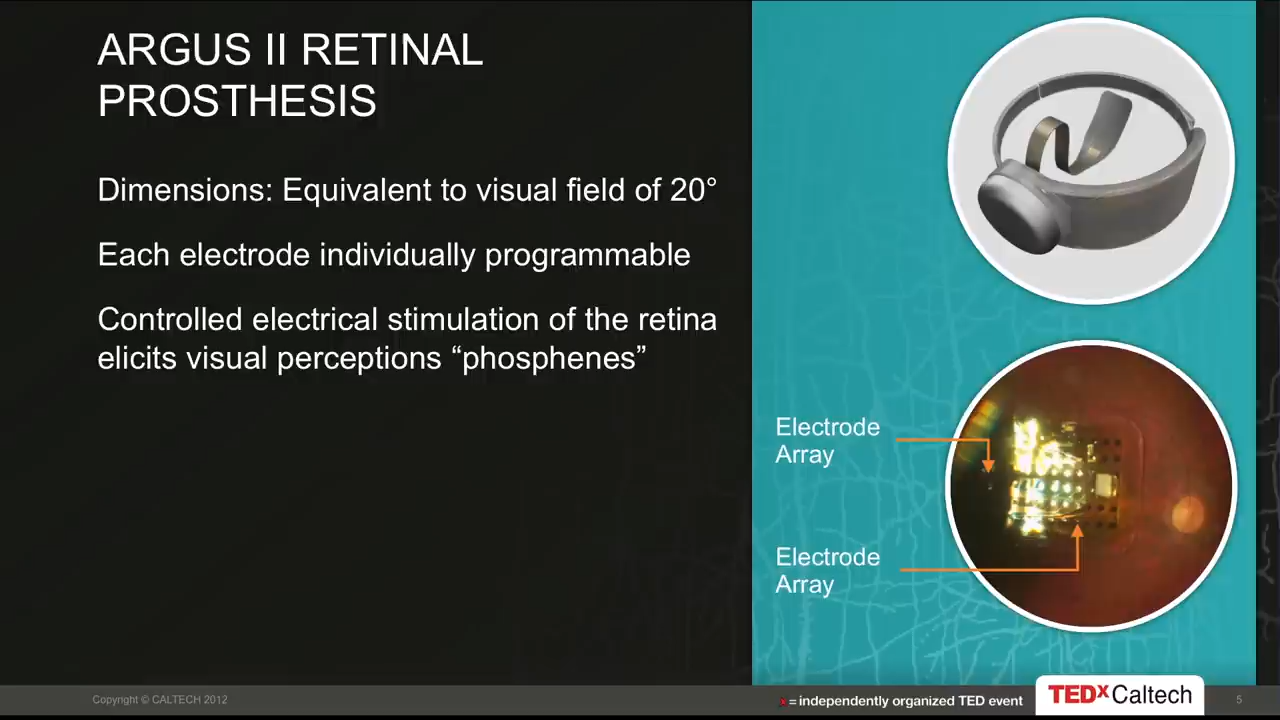 ARGUS II RETINAL
PROSTHESIS
Dimensions: Equivalent to visual field of 20°
Each electrode individually programmable
Controlled electrical stimulation of the retina
elicits visual perceptions “phosphenes”
Electrode
Array
Electrode
Array
Copyright © CALTECH 2012
x = independently organized TED event
TEDxCaltech
5